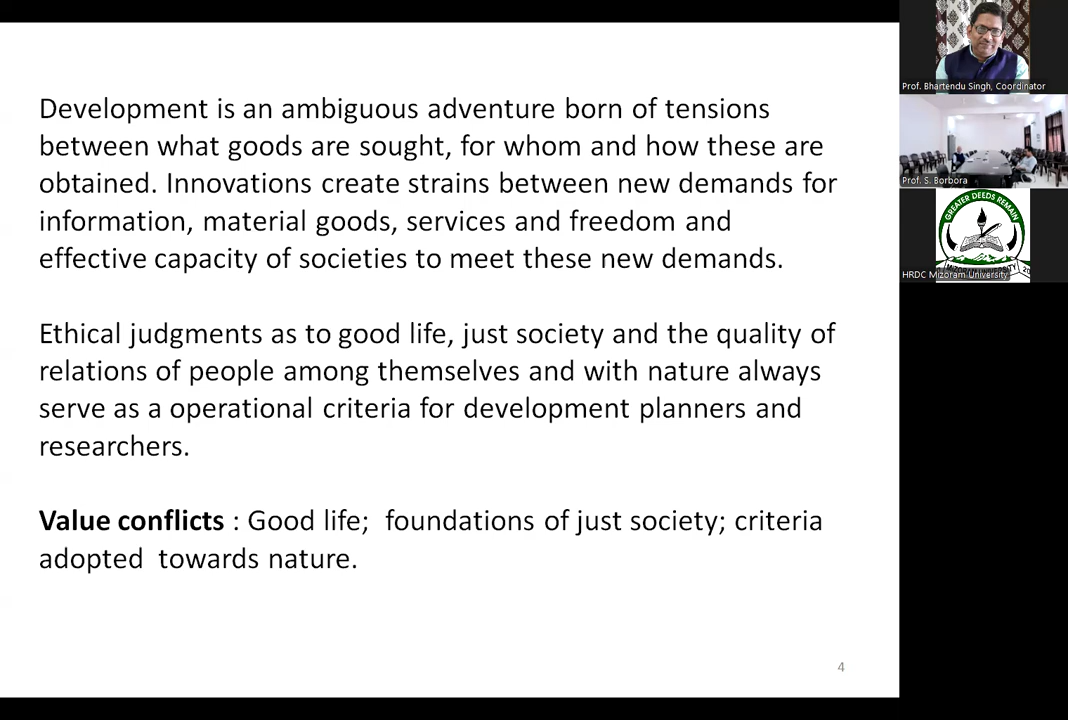 Development is an ambiguous adventure born of tensions
between what goods are sought, for whom and how these are
obtained. Innovations create strains between new demands for
information, material goods, services and freedom and
effective capacity of societies to meet these new demands.
Ethical judgments as to good life, just society and the quality of
relations of people among themselves and with nature always
serve as a operational criteria for development planners and
researchers.
Value conflicts : Good life;  foundations of just society; criteria
adopted  towards nature.
4
Prof. Bhartendu Singh, Coordinator
Prof. S. Borbora
GREATER DEEDS REMAIN
HRDC Mizoram University